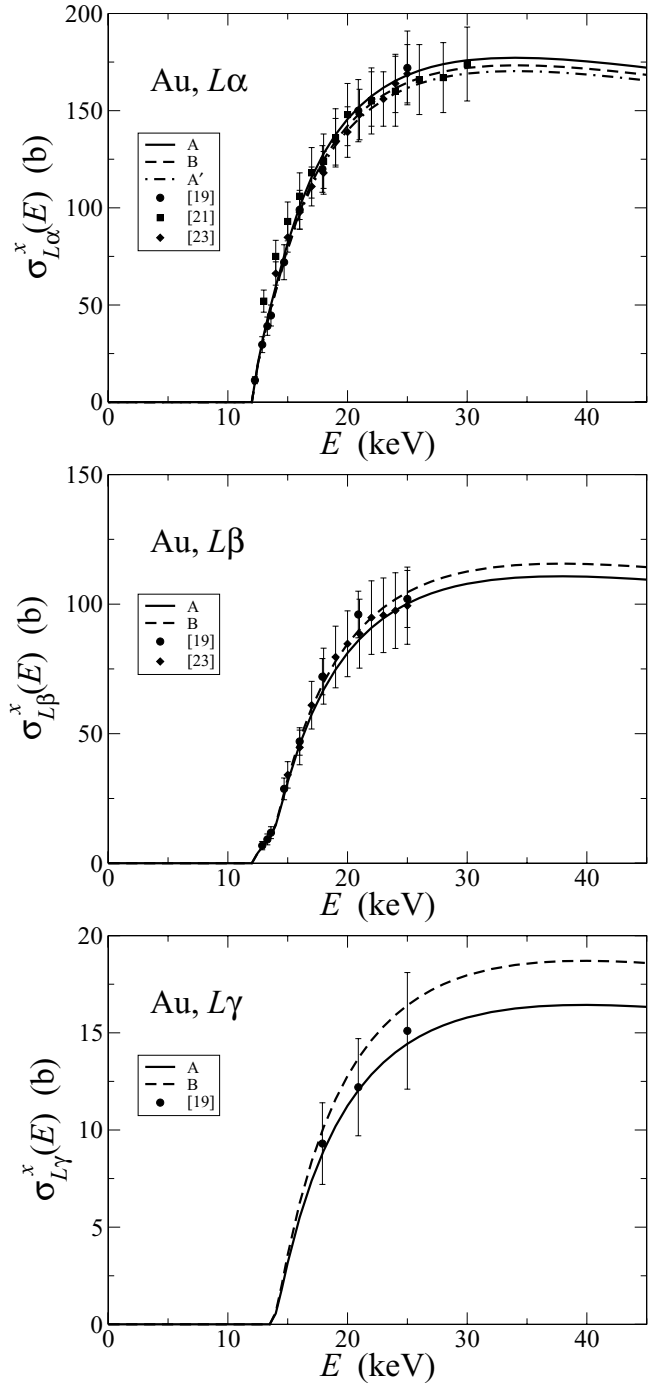 200
150
100
50
0
σ^x_Lα(E) (b)
Au, Lα
A
B
A′
[19]
[21]
[23]
0 10 20 30 40
E (keV)
150
100
50
0
σ^x_Lβ(E) (b)
Au, Lβ
A
B
[19]
[23]
0 10 20 30 40
E (keV)
20
15
10
5
0
σ^x_Lγ(E) (b)
Au, Lγ
A
B
[19]
0 10 20 30 40
E (keV)